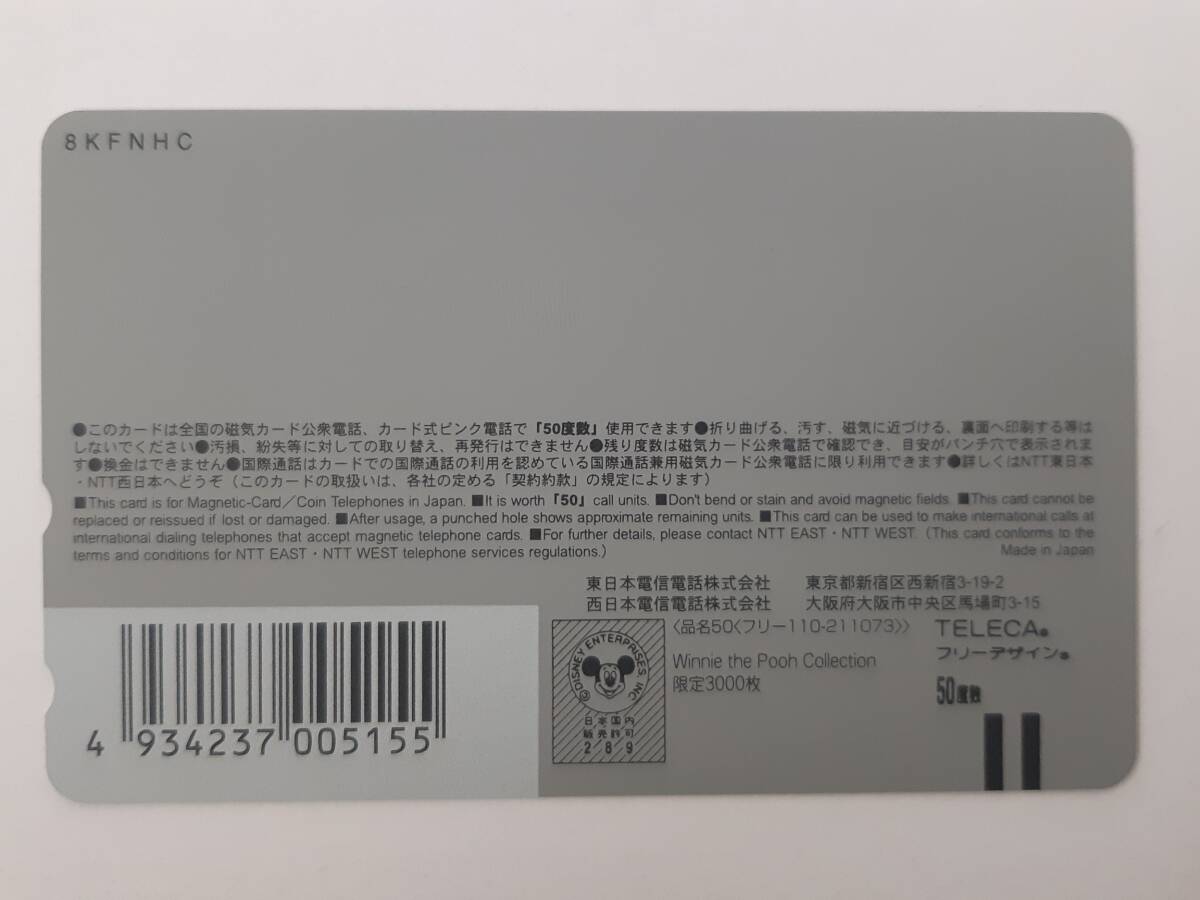 8KFNHC
●このカードは全国の磁気カード公衆電話、カード式ピンク電話で「50度数」使用できます●折り曲げる、汚す、磁気に近づける、裏面へ印刷する等は
しないでください●汚損、紛失等に対しての取り替え、再発行はできません●残り度数は磁気カード公衆電話で確認でき、目安がパンチ穴で表示されま
す●換金はできません●国際通話はカードでの国際通話の利用を認めている国際通話兼用磁気カード公衆電話に限り利用できます●詳しくはNTT東日本
・NTT西日本へどうぞ（このカードの取扱いは、各社の定める「契約約款」の規定によります）
■This card is for Magnetic-Card／Coin Telephones in Japan. ■It is worth「50」call units. ■Don't bend or stain and avoid magnetic fields. ■This card cannot be
replaced or reissued if lost or damaged. ■After usage, a punched hole shows approximate remaining units. ■This card can be used to make international calls at
international dialing telephones that accept magnetic telephone cards. ■For further details, please contact NTT EAST・NTT WEST. (This card conforms to the
terms and conditions for NTT EAST・NTT WEST telephone services regulations.)
Made in Japan
東日本電信電話株式会社 東京都新宿区西新宿3-19-2
西日本電信電話株式会社 大阪府大阪市中央区馬場町3-15
〈品名50〈フリー110-211073〉〉
TELECA®
フリーデザイン®
Winnie the Pooh Collection
限定3000枚
50度数
©DISNEY ENTERPRISES, INC.
日本国内
販売許可
289
4 934237 005155